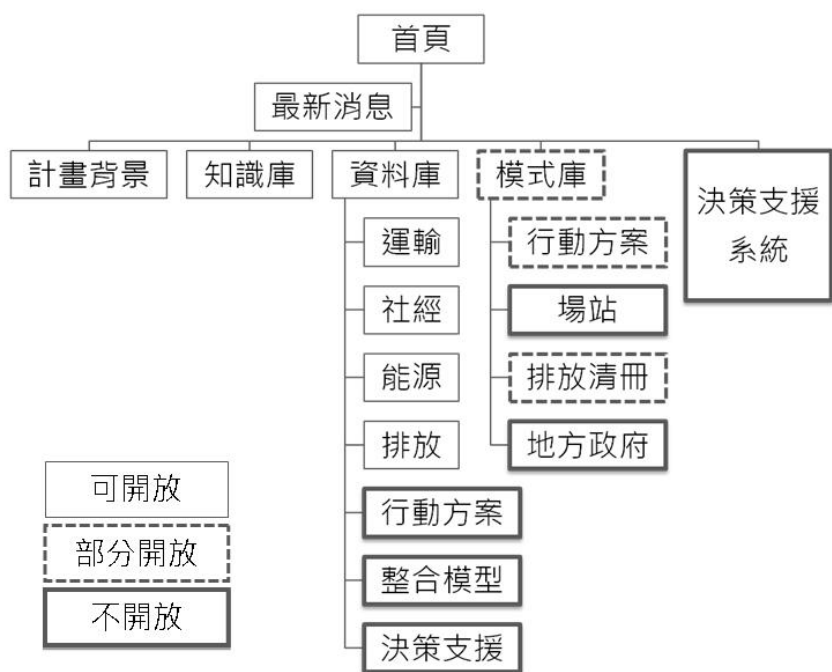 首頁
最新消息
計畫背景
知識庫
資料庫
模式庫
決策支援
系統
運輸
社經
能源
排放
行動方案
整合模型
決策支援
行動方案
場站
排放清冊
地方政府
可開放
部分開放
不開放